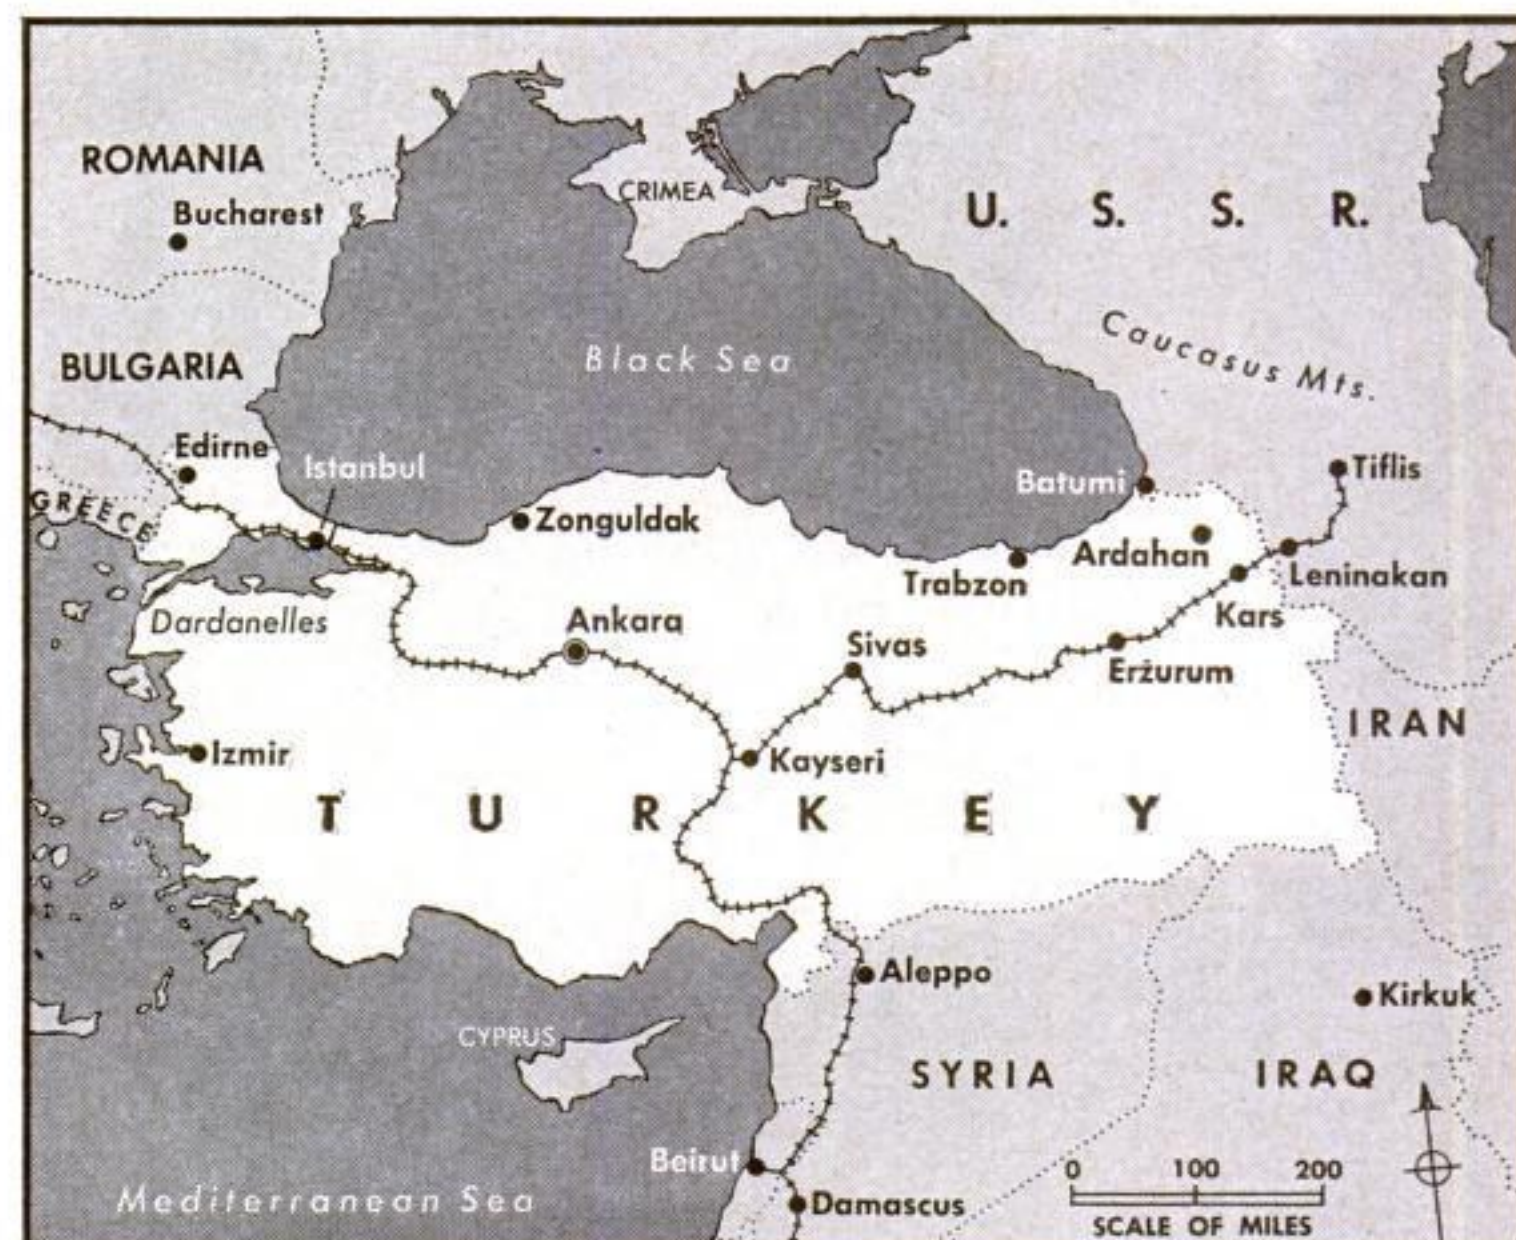 ROMANIA
Bucharest
CRIMEA
U. S. S. R.
Caucasus Mts.
Black Sea
BULGARIA
Edirne
Istanbul
GREECE
Zonguldak
Batumi
Tiflis
Ardahan
Leninakan
Trabzon
Kars
Dardanelles
Ankara
Sivas
Eržurum
IRAN
Izmir
Kayseri
TURKEY
Aleppo
Kirkuk
CYPRUS
SYRIA
IRAQ
Beirut
Mediterranean Sea
Damascus
0 100 200
SCALE OF MILES